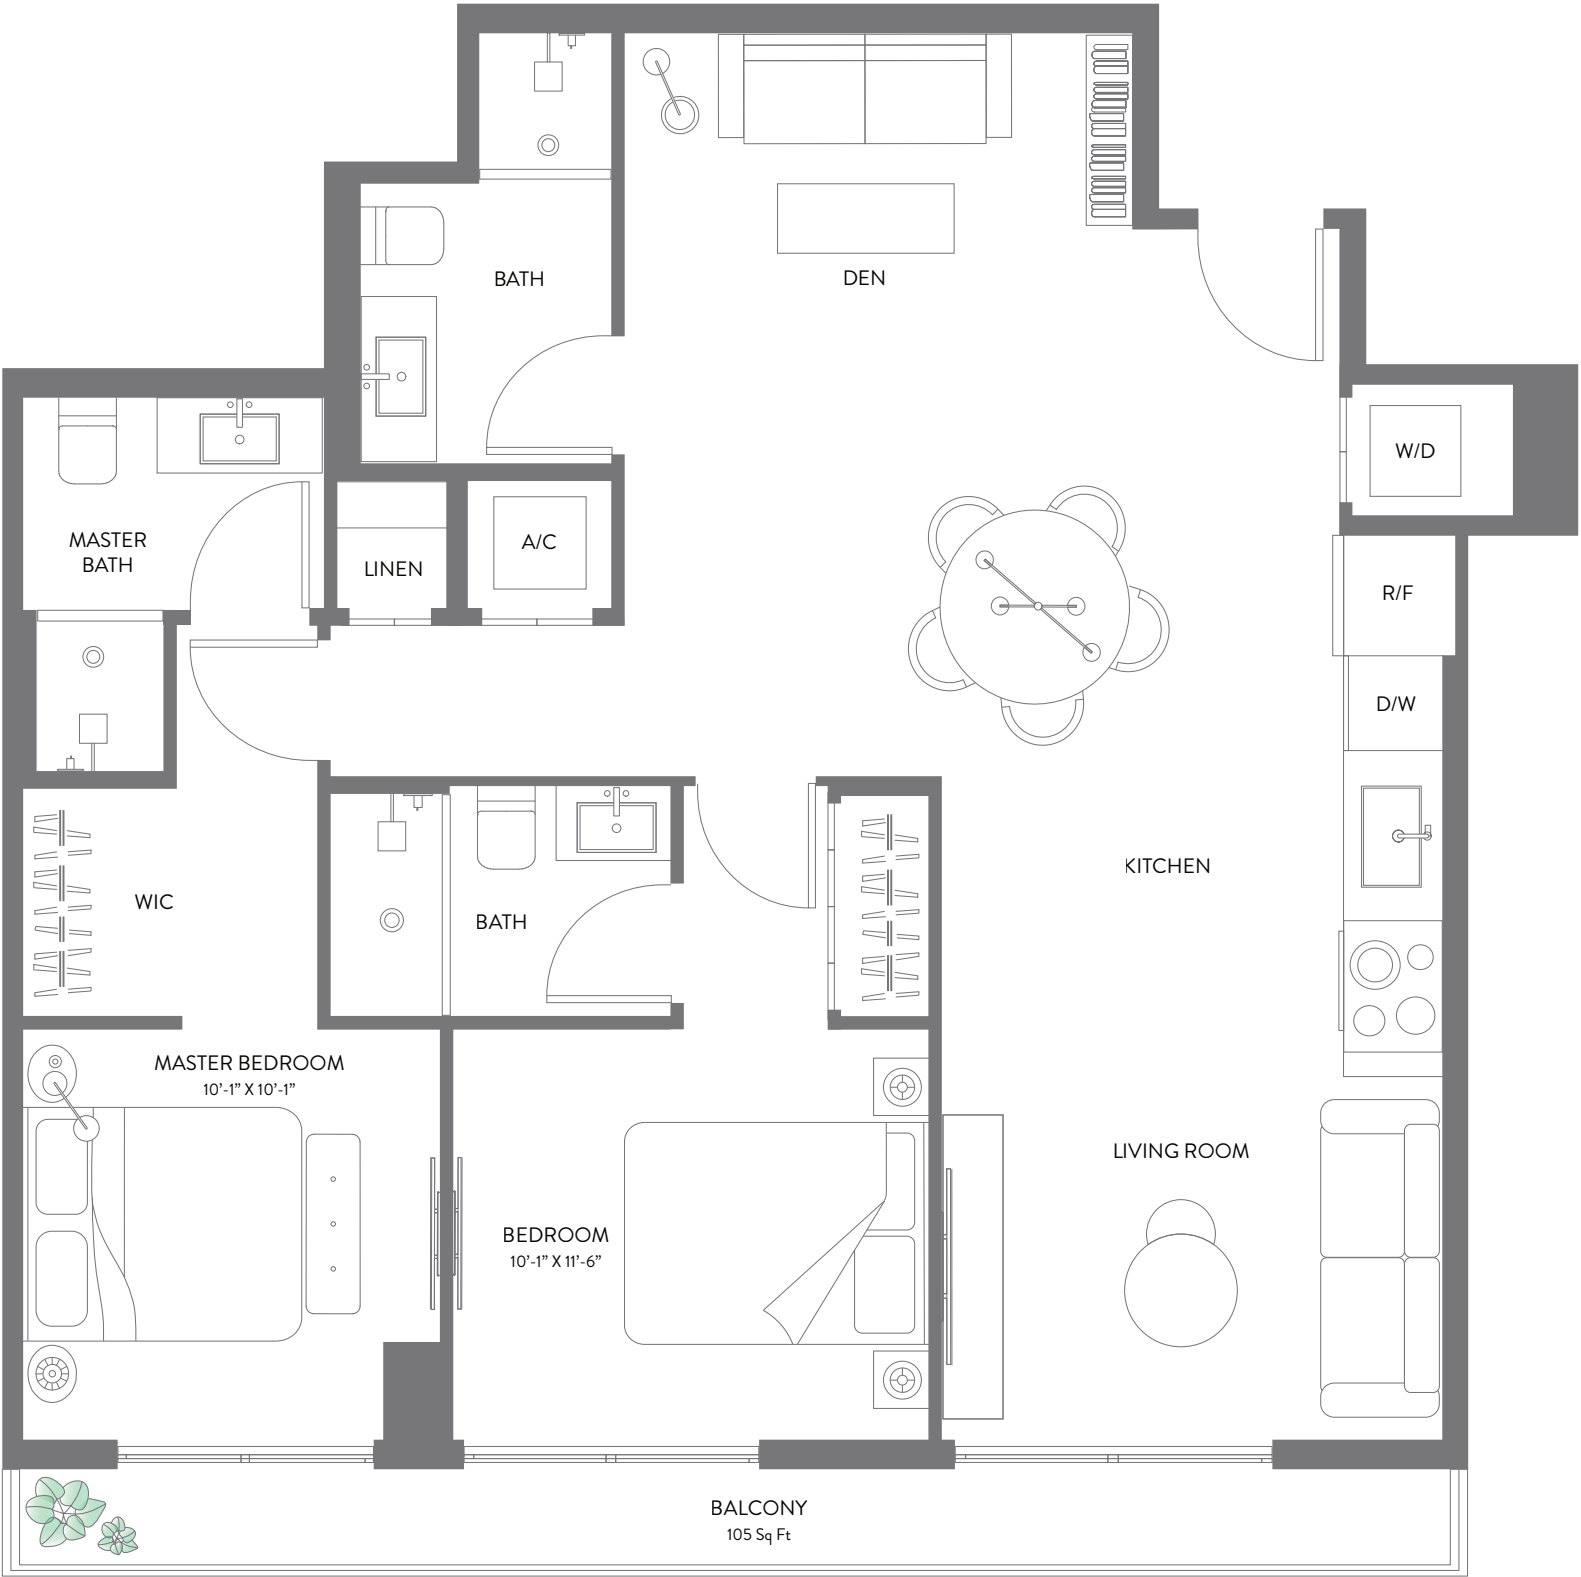 BATH
DEN
W/D
MASTER
BATH
LINEN
A/C
R/F
D/W
KITCHEN
WIC
BATH
MASTER BEDROOM
10’-1” X 10’-1”
LIVING ROOM
BEDROOM
10’-1” X 11’-6”
BALCONY
105 Sq Ft